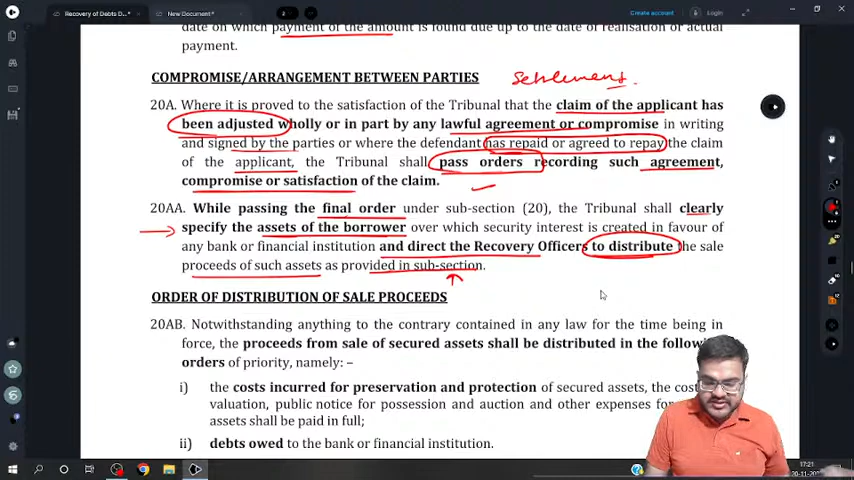 Recovery of Debts D...*
New Document*
2
Create account
Login
date on which payment of the amount is found due up to the date of realisation or actual
payment.
COMPROMISE/ARRANGEMENT BETWEEN PARTIES
Settlement.
20A. Where it is proved to the satisfaction of the Tribunal that the claim of the applicant has
been adjusted wholly or in part by any lawful agreement or compromise in writing
and signed by the parties or where the defendant has repaid or agreed to repay the claim
of the applicant, the Tribunal shall pass orders recording such agreement,
compromise or satisfaction of the claim.
20AA. While passing the final order under sub-section (20), the Tribunal shall clearly
specify the assets of the borrower over which security interest is created in favour of
any bank or financial institution and direct the Recovery Officers to distribute the sale
proceeds of such assets as provided in sub-section.
ORDER OF DISTRIBUTION OF SALE PROCEEDS
20AB. Notwithstanding anything to the contrary contained in any law for the time being in
force, the proceeds from sale of secured assets shall be distributed in the
orders of priority, namely: –
i) the costs incurred for preservation and protection of secured assets, the
valuation, public notice for possession and auction and other expenses for
assets shall be paid in full;
ii) debts owed to the bank or financial institution.
17:21